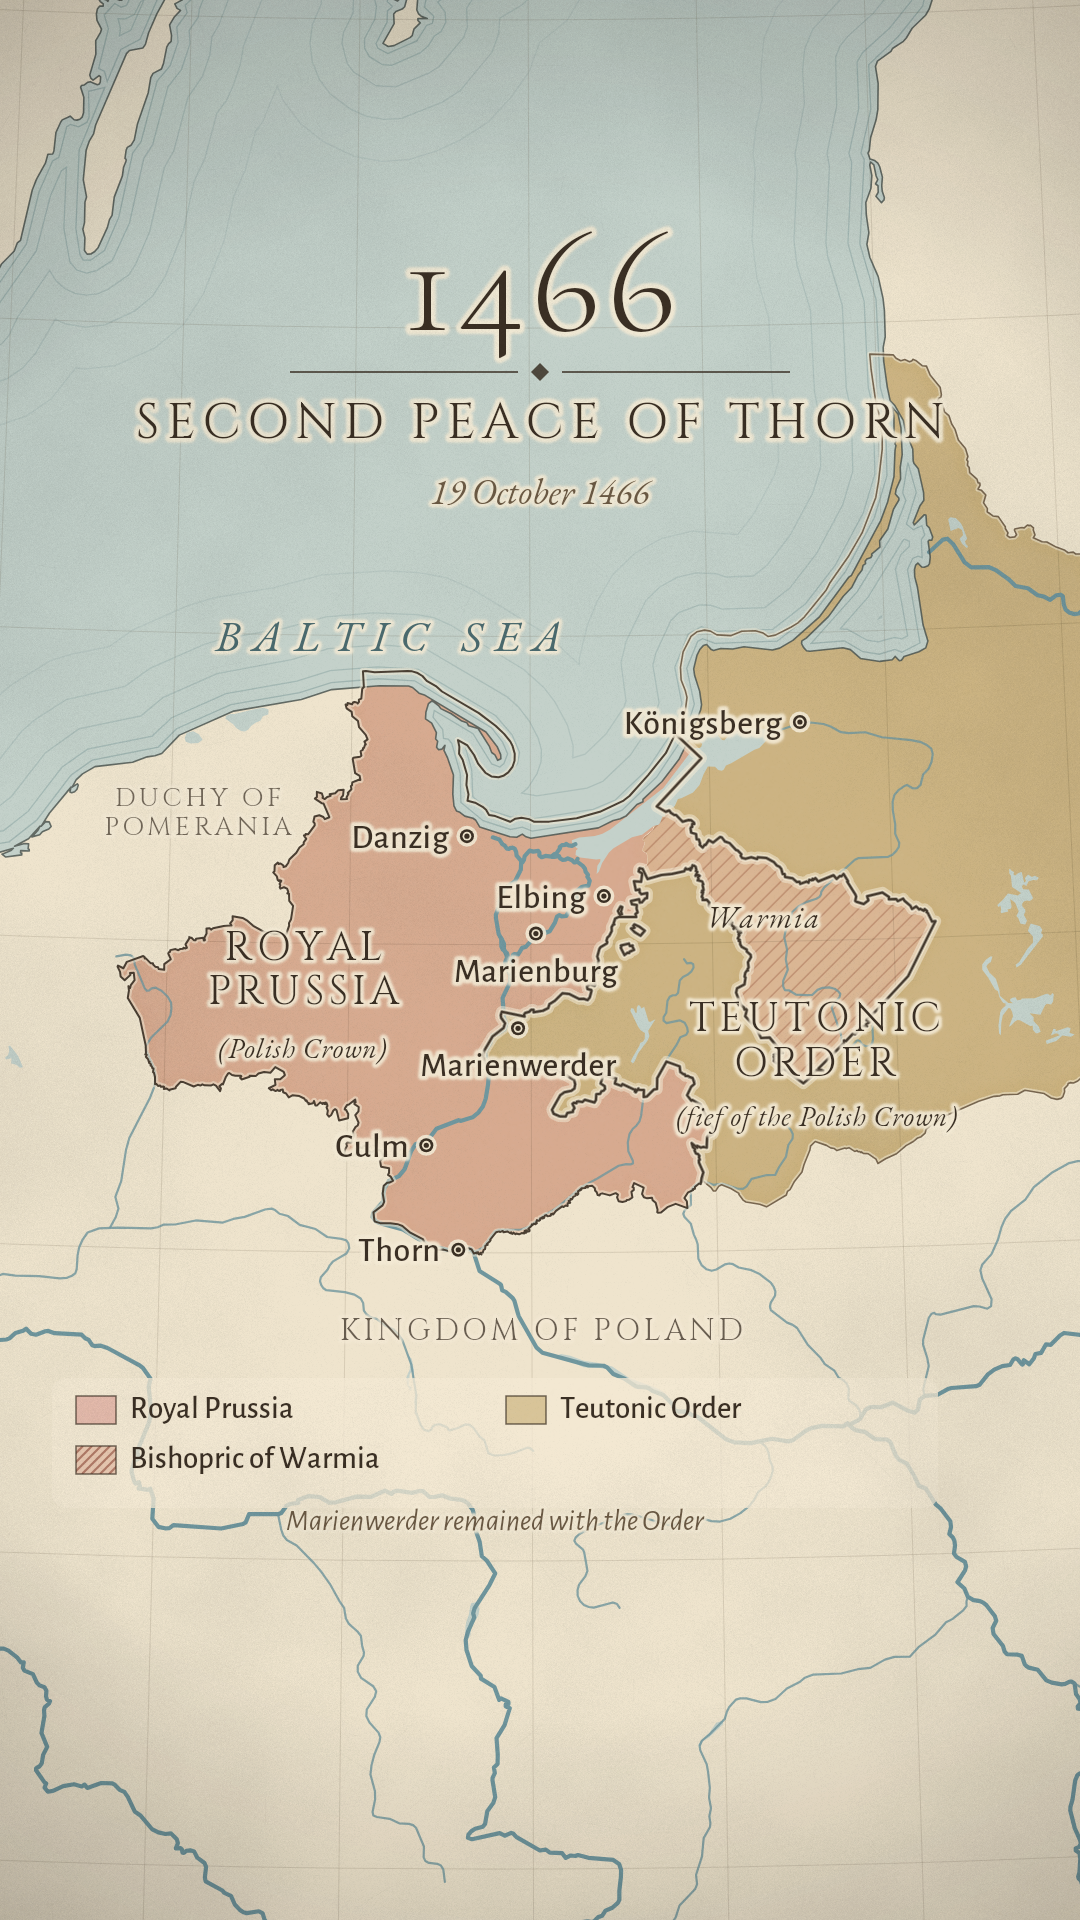 1466
SECOND PEACE OF THORN
19 October 1466
BALTIC SEA
Königsberg
DUCHY OF
POMERANIA
Danzig
Elbing
Warmia
ROYAL
PRUSSIA
(Polish Crown)
Marienburg
TEUTONIC
ORDER
(fief of the Polish Crown)
Marienwerder
Culm
Thorn
KINGDOM OF POLAND
Royal Prussia
Teutonic Order
Bishopric of Warmia
Marienwerder remained with the Order